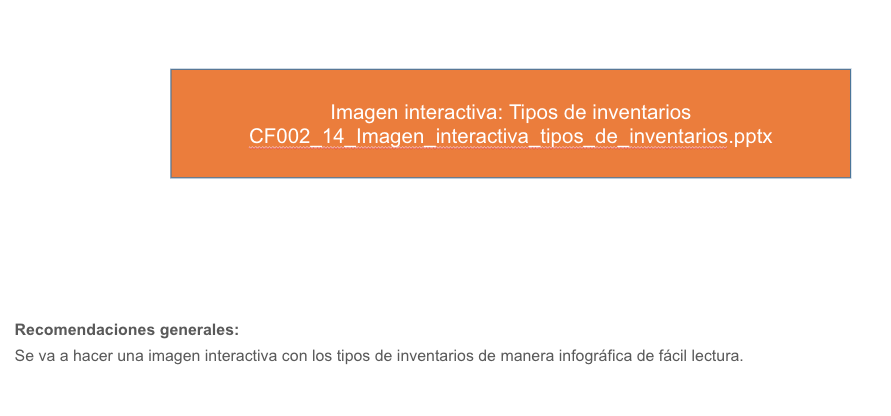 Imagen interactiva: Tipos de inventarios
CF002_14_Imagen_interactiva_tipos_de_inventarios.pptx
Recomendaciones generales:
Se va a hacer una imagen interactiva con los tipos de inventarios de manera infográfica de fácil lectura.